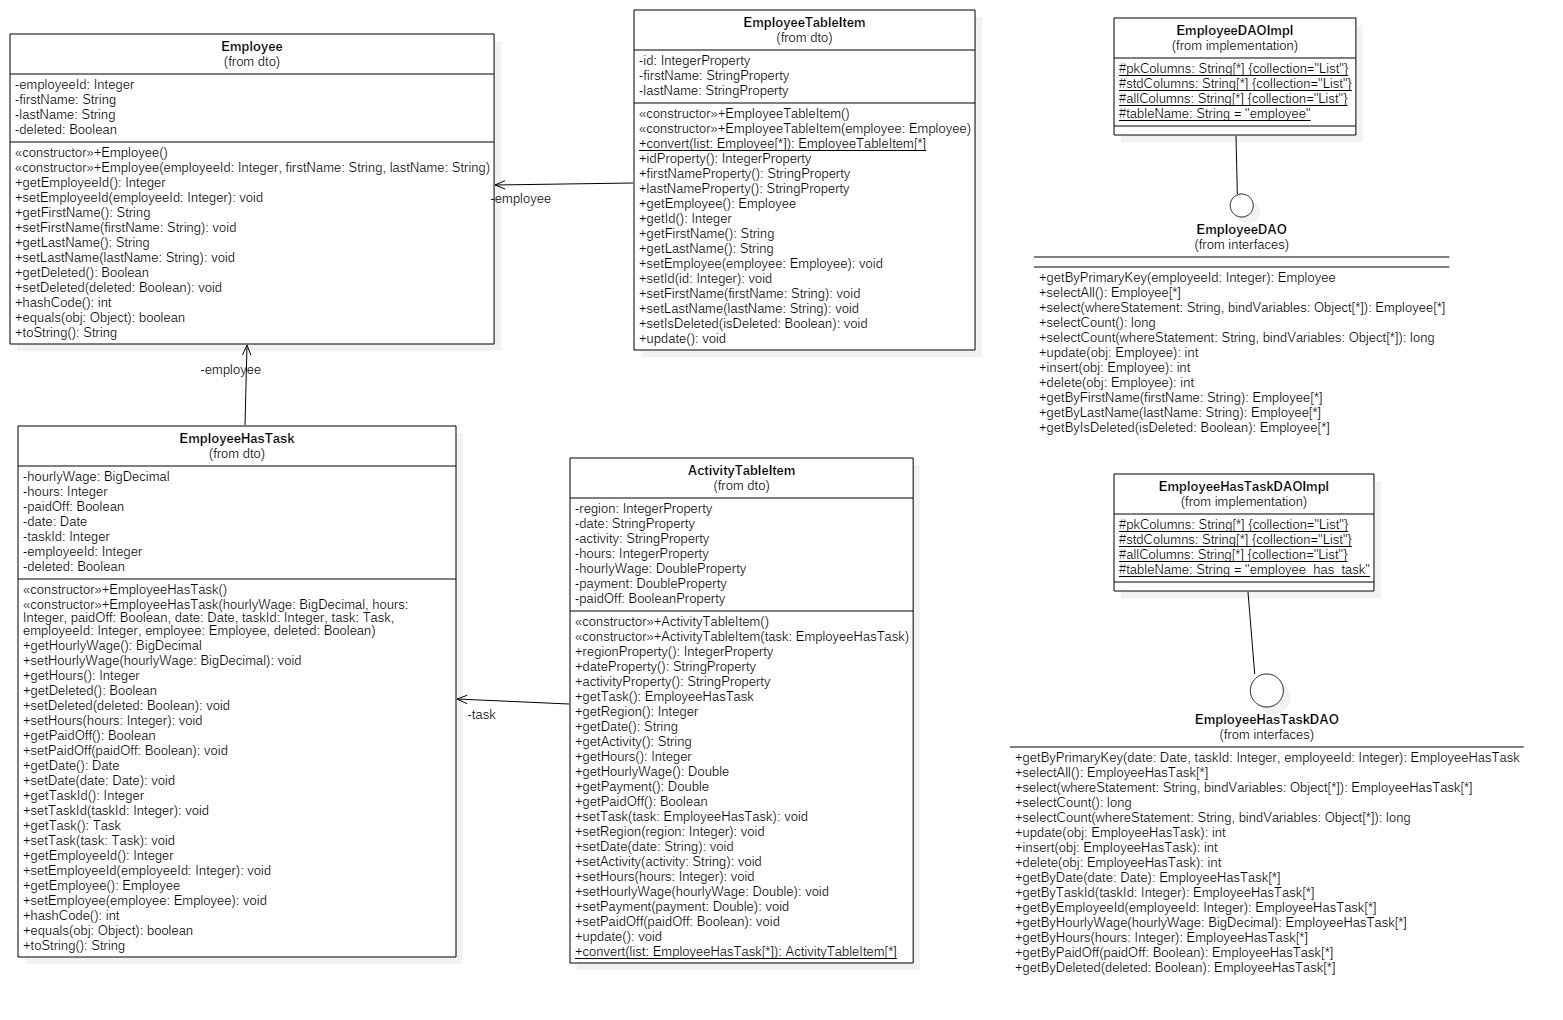 Employee
(from dto)
-employeeId: Integer
-firstName: String
-lastName: String
-deleted: Boolean
«constructor»+Employee()
«constructor»+Employee(employeeId: Integer, firstName: String, lastName: String)
+getEmployeeId(): Integer
+setEmployeeId(employeeId: Integer): void
+getFirstName(): String
+setFirstName(firstName: String): void
+getLastName(): String
+setLastName(lastName: String): void
+getDeleted(): Boolean
+setDeleted(deleted: Boolean): void
+hashCode(): int
+equals(obj: Object): boolean
+toString(): String
-employee
EmployeeTableItem
(from dto)
-id: IntegerProperty
-firstName: StringProperty
-lastName: StringProperty
«constructor»+EmployeeTableItem()
«constructor»+EmployeeTableItem(employee: Employee)
+convert(list: Employee[*]): EmployeeTableItem[*]
+idProperty(): IntegerProperty
+firstNameProperty(): StringProperty
+lastNameProperty(): StringProperty
+getEmployee(): Employee
+getId(): Integer
+getFirstName(): String
+getLastName(): String
+setEmployee(employee: Employee): void
+setId(id: Integer): void
+setFirstName(firstName: String): void
+setLastName(lastName: String): void
+setIsDeleted(isDeleted: Boolean): void
+update(): void
EmployeeDAOImpl
(from implementation)
#pkColumns: String[*] {collection="List"}
#stdColumns: String[*] {collection="List"}
#allColumns: String[*] {collection="List"}
#tableName: String = "employee"
EmployeeDAO
(from interfaces)
+getByPrimaryKey(employeeId: Integer): Employee
+selectAll(): Employee[*]
+select(whereStatement: String, bindVariables: Object[*]): Employee[*]
+selectCount(): long
+selectCount(whereStatement: String, bindVariables: Object[*]): long
+update(obj: Employee): int
+insert(obj: Employee): int
+delete(obj: Employee): int
+getByFirstName(firstName: String): Employee[*]
+getByLastName(lastName: String): Employee[*]
+getByIsDeleted(isDeleted: Boolean): Employee[*]
-employee
EmployeeHasTask
(from dto)
-hourlyWage: BigDecimal
-hours: Integer
-paidOff: Boolean
-date: Date
-taskId: Integer
-employeeId: Integer
-deleted: Boolean
«constructor»+EmployeeHasTask()
«constructor»+EmployeeHasTask(hourlyWage: BigDecimal, hours:
Integer, paidOff: Boolean, date: Date, taskId: Integer, task: Task,
employeeId: Integer, employee: Employee, deleted: Boolean)
+getHourlyWage(): BigDecimal
+setHourlyWage(hourlyWage: BigDecimal): void
+getHours(): Integer
+getDeleted(): Boolean
+setDeleted(deleted: Boolean): void
+setHours(hours: Integer): void
+getPaidOff(): Boolean
+setPaidOff(paidOff: Boolean): void
+getDate(): Date
+setDate(date: Date): void
+getTaskId(): Integer
+setTaskId(taskId: Integer): void
+getTask(): Task
+setTask(task: Task): void
+getEmployeeId(): Integer
+setEmployeeId(employeeId: Integer): void
+getEmployee(): Employee
+setEmployee(employee: Employee): void
+hashCode(): int
+equals(obj: Object): boolean
+toString(): String
-task
ActivityTableItem
(from dto)
-region: IntegerProperty
-date: StringProperty
-activity: StringProperty
-hours: IntegerProperty
-hourlyWage: DoubleProperty
-payment: DoubleProperty
-paidOff: BooleanProperty
«constructor»+ActivityTableItem()
«constructor»+ActivityTableItem(task: EmployeeHasTask)
+regionProperty(): IntegerProperty
+dateProperty(): StringProperty
+activityProperty(): StringProperty
+getTask(): EmployeeHasTask
+getRegion(): Integer
+getDate(): String
+getActivity(): String
+getHours(): Integer
+getHourlyWage(): Double
+getPayment(): Double
+getPaidOff(): Boolean
+setTask(task: EmployeeHasTask): void
+setRegion(region: Integer): void
+setDate(date: String): void
+setActivity(activity: String): void
+setHours(hours: Integer): void
+setHourlyWage(hourlyWage: Double): void
+setPayment(payment: Double): void
+setPaidOff(paidOff: Boolean): void
+update(): void
+convert(list: EmployeeHasTask[*]): ActivityTableItem[*]
EmployeeHasTaskDAOImpl
(from implementation)
#pkColumns: String[*] {collection="List"}
#stdColumns: String[*] {collection="List"}
#allColumns: String[*] {collection="List"}
#tableName: String = "employee_has_task"
EmployeeHasTaskDAO
(from interfaces)
+getByPrimaryKey(date: Date, taskId: Integer, employeeId: Integer): EmployeeHasTask
+selectAll(): EmployeeHasTask[*]
+select(whereStatement: String, bindVariables: Object[*]): EmployeeHasTask[*]
+selectCount(): long
+selectCount(whereStatement: String, bindVariables: Object[*]): long
+update(obj: EmployeeHasTask): int
+insert(obj: EmployeeHasTask): int
+delete(obj: EmployeeHasTask): int
+getByDate(date: Date): EmployeeHasTask[*]
+getByTaskId(taskId: Integer): EmployeeHasTask[*]
+getByEmployeeId(employeeId: Integer): EmployeeHasTask[*]
+getByHourlyWage(hourlyWage: BigDecimal): EmployeeHasTask[*]
+getByHours(hours: Integer): EmployeeHasTask[*]
+getByPaidOff(paidOff: Boolean): EmployeeHasTask[*]
+getByDeleted(deleted: Boolean): EmployeeHasTask[*]